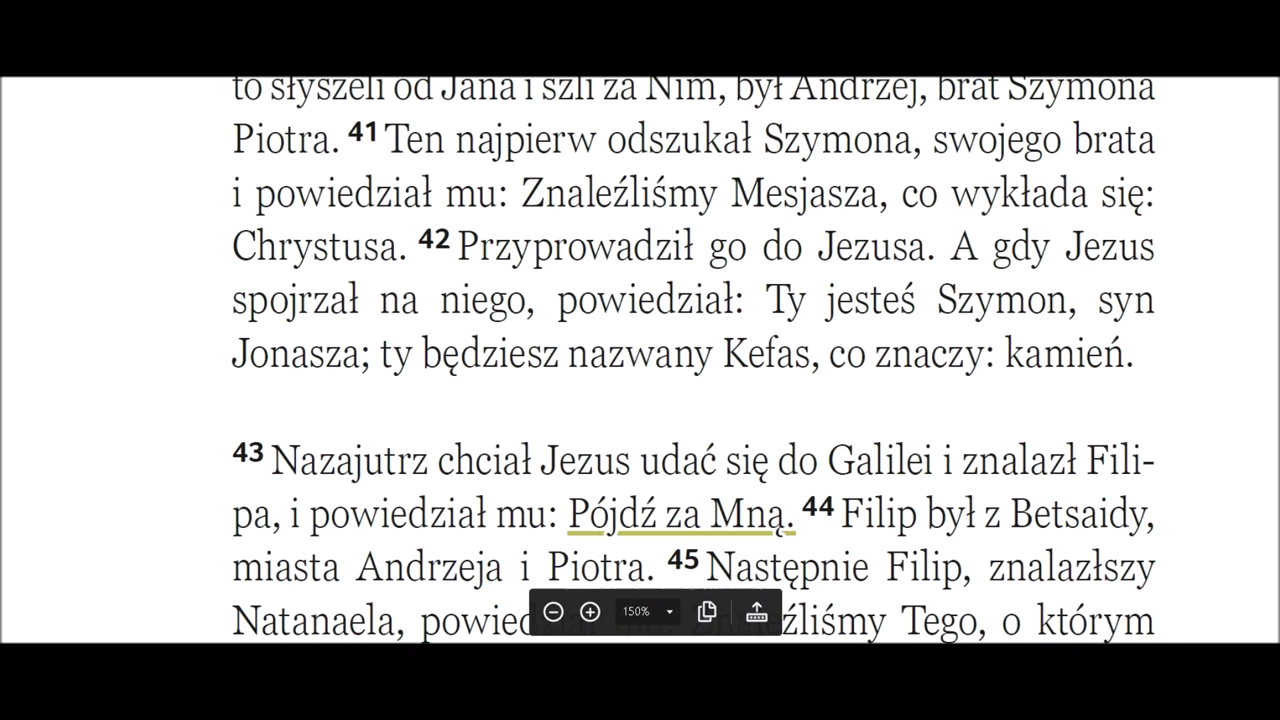 to słyszeli od Jana i szli za Nim, był Andrzej, brat Szymona
Piotra. 41 Ten najpierw odszukał Szymona, swojego brata
i powiedział mu: Znaleźliśmy Mesjasza, co wykłada się:
Chrystusa. 42 Przyprowadził go do Jezusa. A gdy Jezus
spojrzał na niego, powiedział: Ty jesteś Szymon, syn
Jonasza; ty będziesz nazwany Kefas, co znaczy: kamień.
43 Nazajutrz chciał Jezus udać się do Galilei i znalazł Fili-
pa, i powiedział mu: Pójdź za Mną. 44 Filip był z Betsaidy,
miasta Andrzeja i Piotra. 45 Następnie Filip, znalazłszy
Natanaela, Tego, o którym
150%